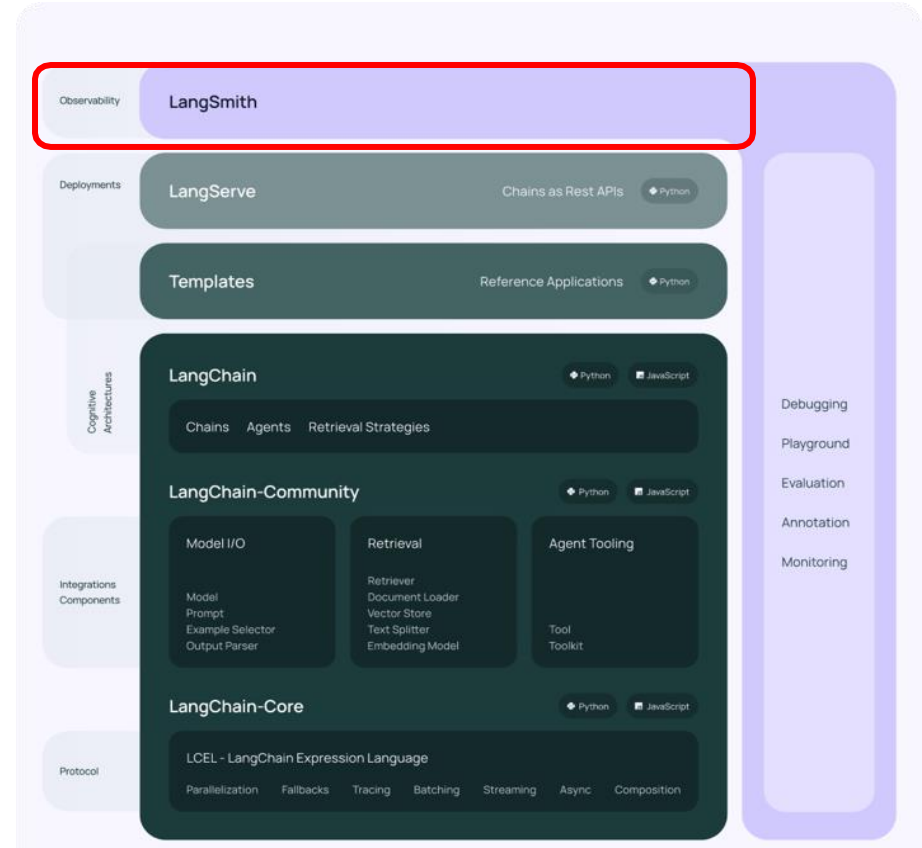 Observability
LangSmith
Deployments
LangServe
Chains as Rest APIs
Python
Templates
Reference Applications
Python
Cognitive
Architectures
LangChain
Python
JavaScript
Chains Agents Retrieval Strategies
LangChain-Community
Python
JavaScript
Integrations
Components
Model I/O
Model
Prompt
Example Selector
Output Parser
Retrieval
Retriever
Document Loader
Vector Store
Text Splitter
Embedding Model
Agent Tooling
Tool
Toolkit
LangChain-Core
Python
JavaScript
Protocol
LCEL - LangChain Expression Language
Parallelization Fallbacks Tracing Batching Streaming Async Composition
Debugging
Playground
Evaluation
Annotation
Monitoring